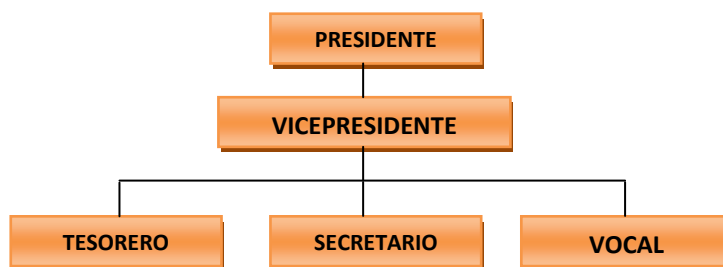 PRESIDENTE
VICEPRESIDENTE
TESORERO
SECRETARIO
VOCAL